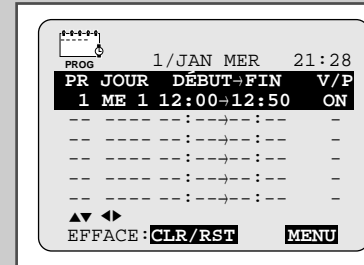 PROG 1/JAN MER 21:28
PR JOUR DÉBUT→FIN V/P
1 ME 1 12:00→12:50 ON
-- ---- --:--→--:-- -
-- ---- --:--→--:-- -
-- ---- --:--→--:-- -
-- ---- --:--→--:-- -
-- ---- --:--→--:-- -
▲▼ ◀▶
EFFACE:CLR/RST MENU